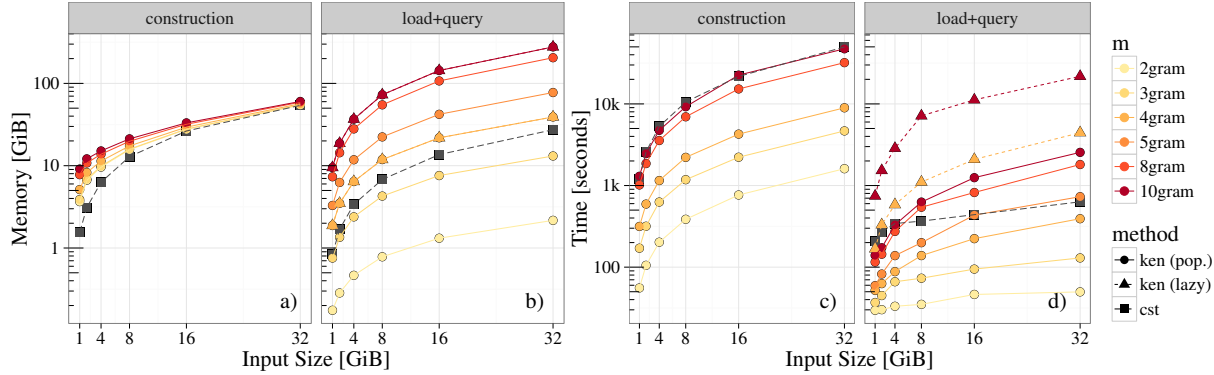 construction
load+query
construction
load+query
Memory [GiB]
100
10
1
a)
b)
1 4 8 16 32
1 4 8 16 32
Input Size [GiB]
Time [seconds]
10k
1k
100
c)
d)
1 4 8 16 32
1 4 8 16 32
Input Size [GiB]
m
2gram
3gram
4gram
5gram
8gram
10gram
method
ken (pop.)
ken (lazy)
cst